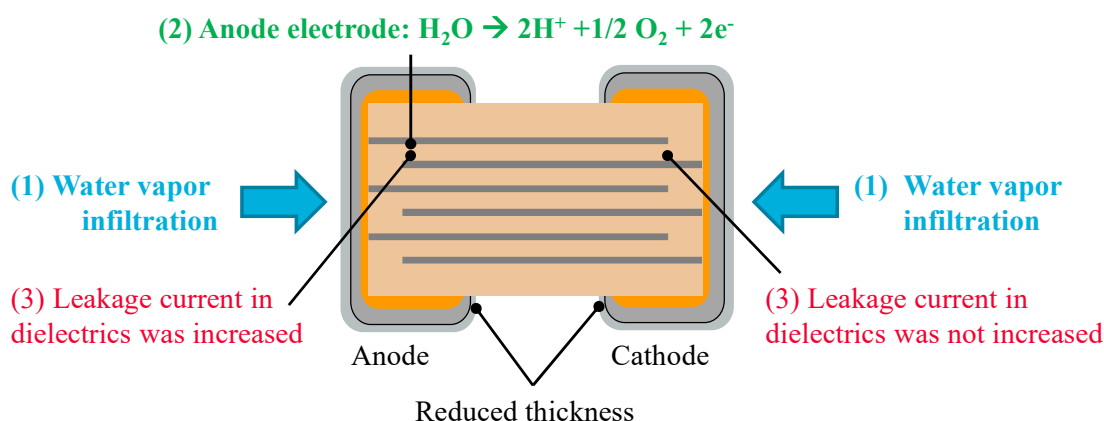 (2) Anode electrode: H₂O → 2H⁺ +1/2 O₂ + 2e⁻
(1) Water vapor
infiltration
(1) Water vapor
infiltration
(3) Leakage current in
dielectrics was increased
(3) Leakage current in
dielectrics was not increased
Anode
Cathode
Reduced thickness